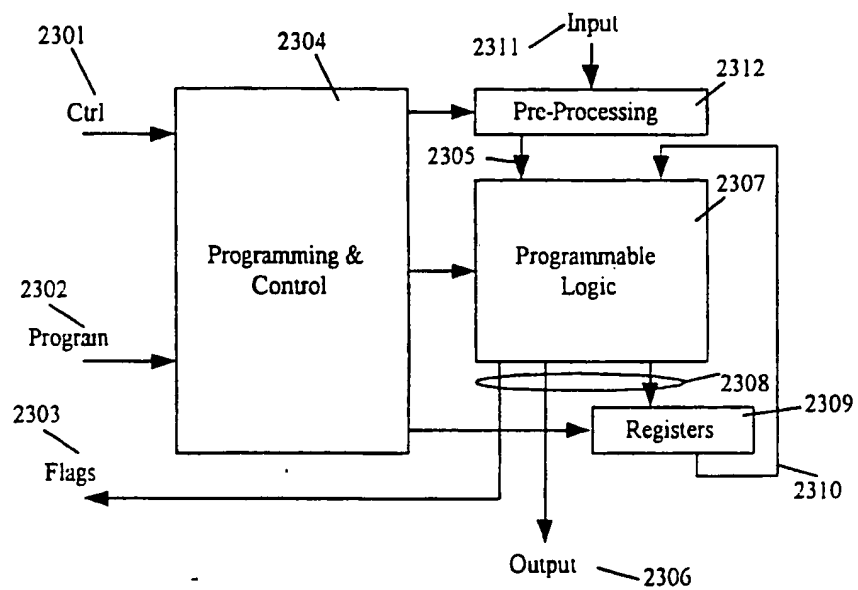 2301
2304
2311
Input
2312
Ctrl
Pre-Processing
2305
2307
Programming &
Control
Programmable
Logic
2302
Program
2308
2309
2303
Registers
Flags
2310
Output
2306